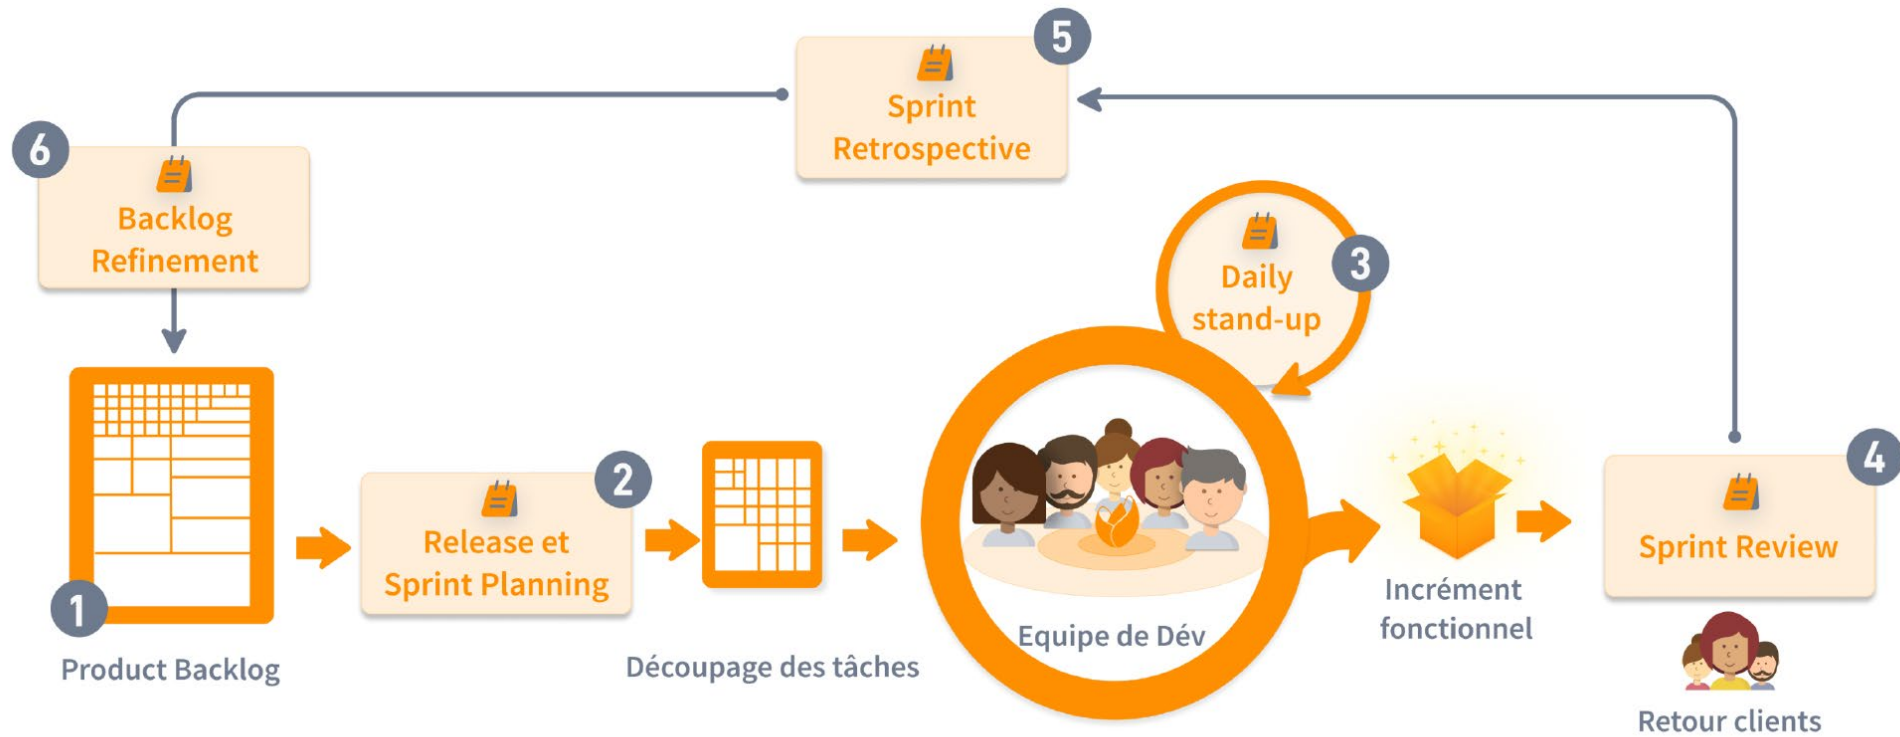 5
Sprint
Retrospective
6
Backlog
Refinement
3
Daily
stand-up
1
Product Backlog
2
Release et
Sprint Planning
Découpage des tâches
Equipe de Dév
Incrément
fonctionnel
4
Sprint Review
Retour clients